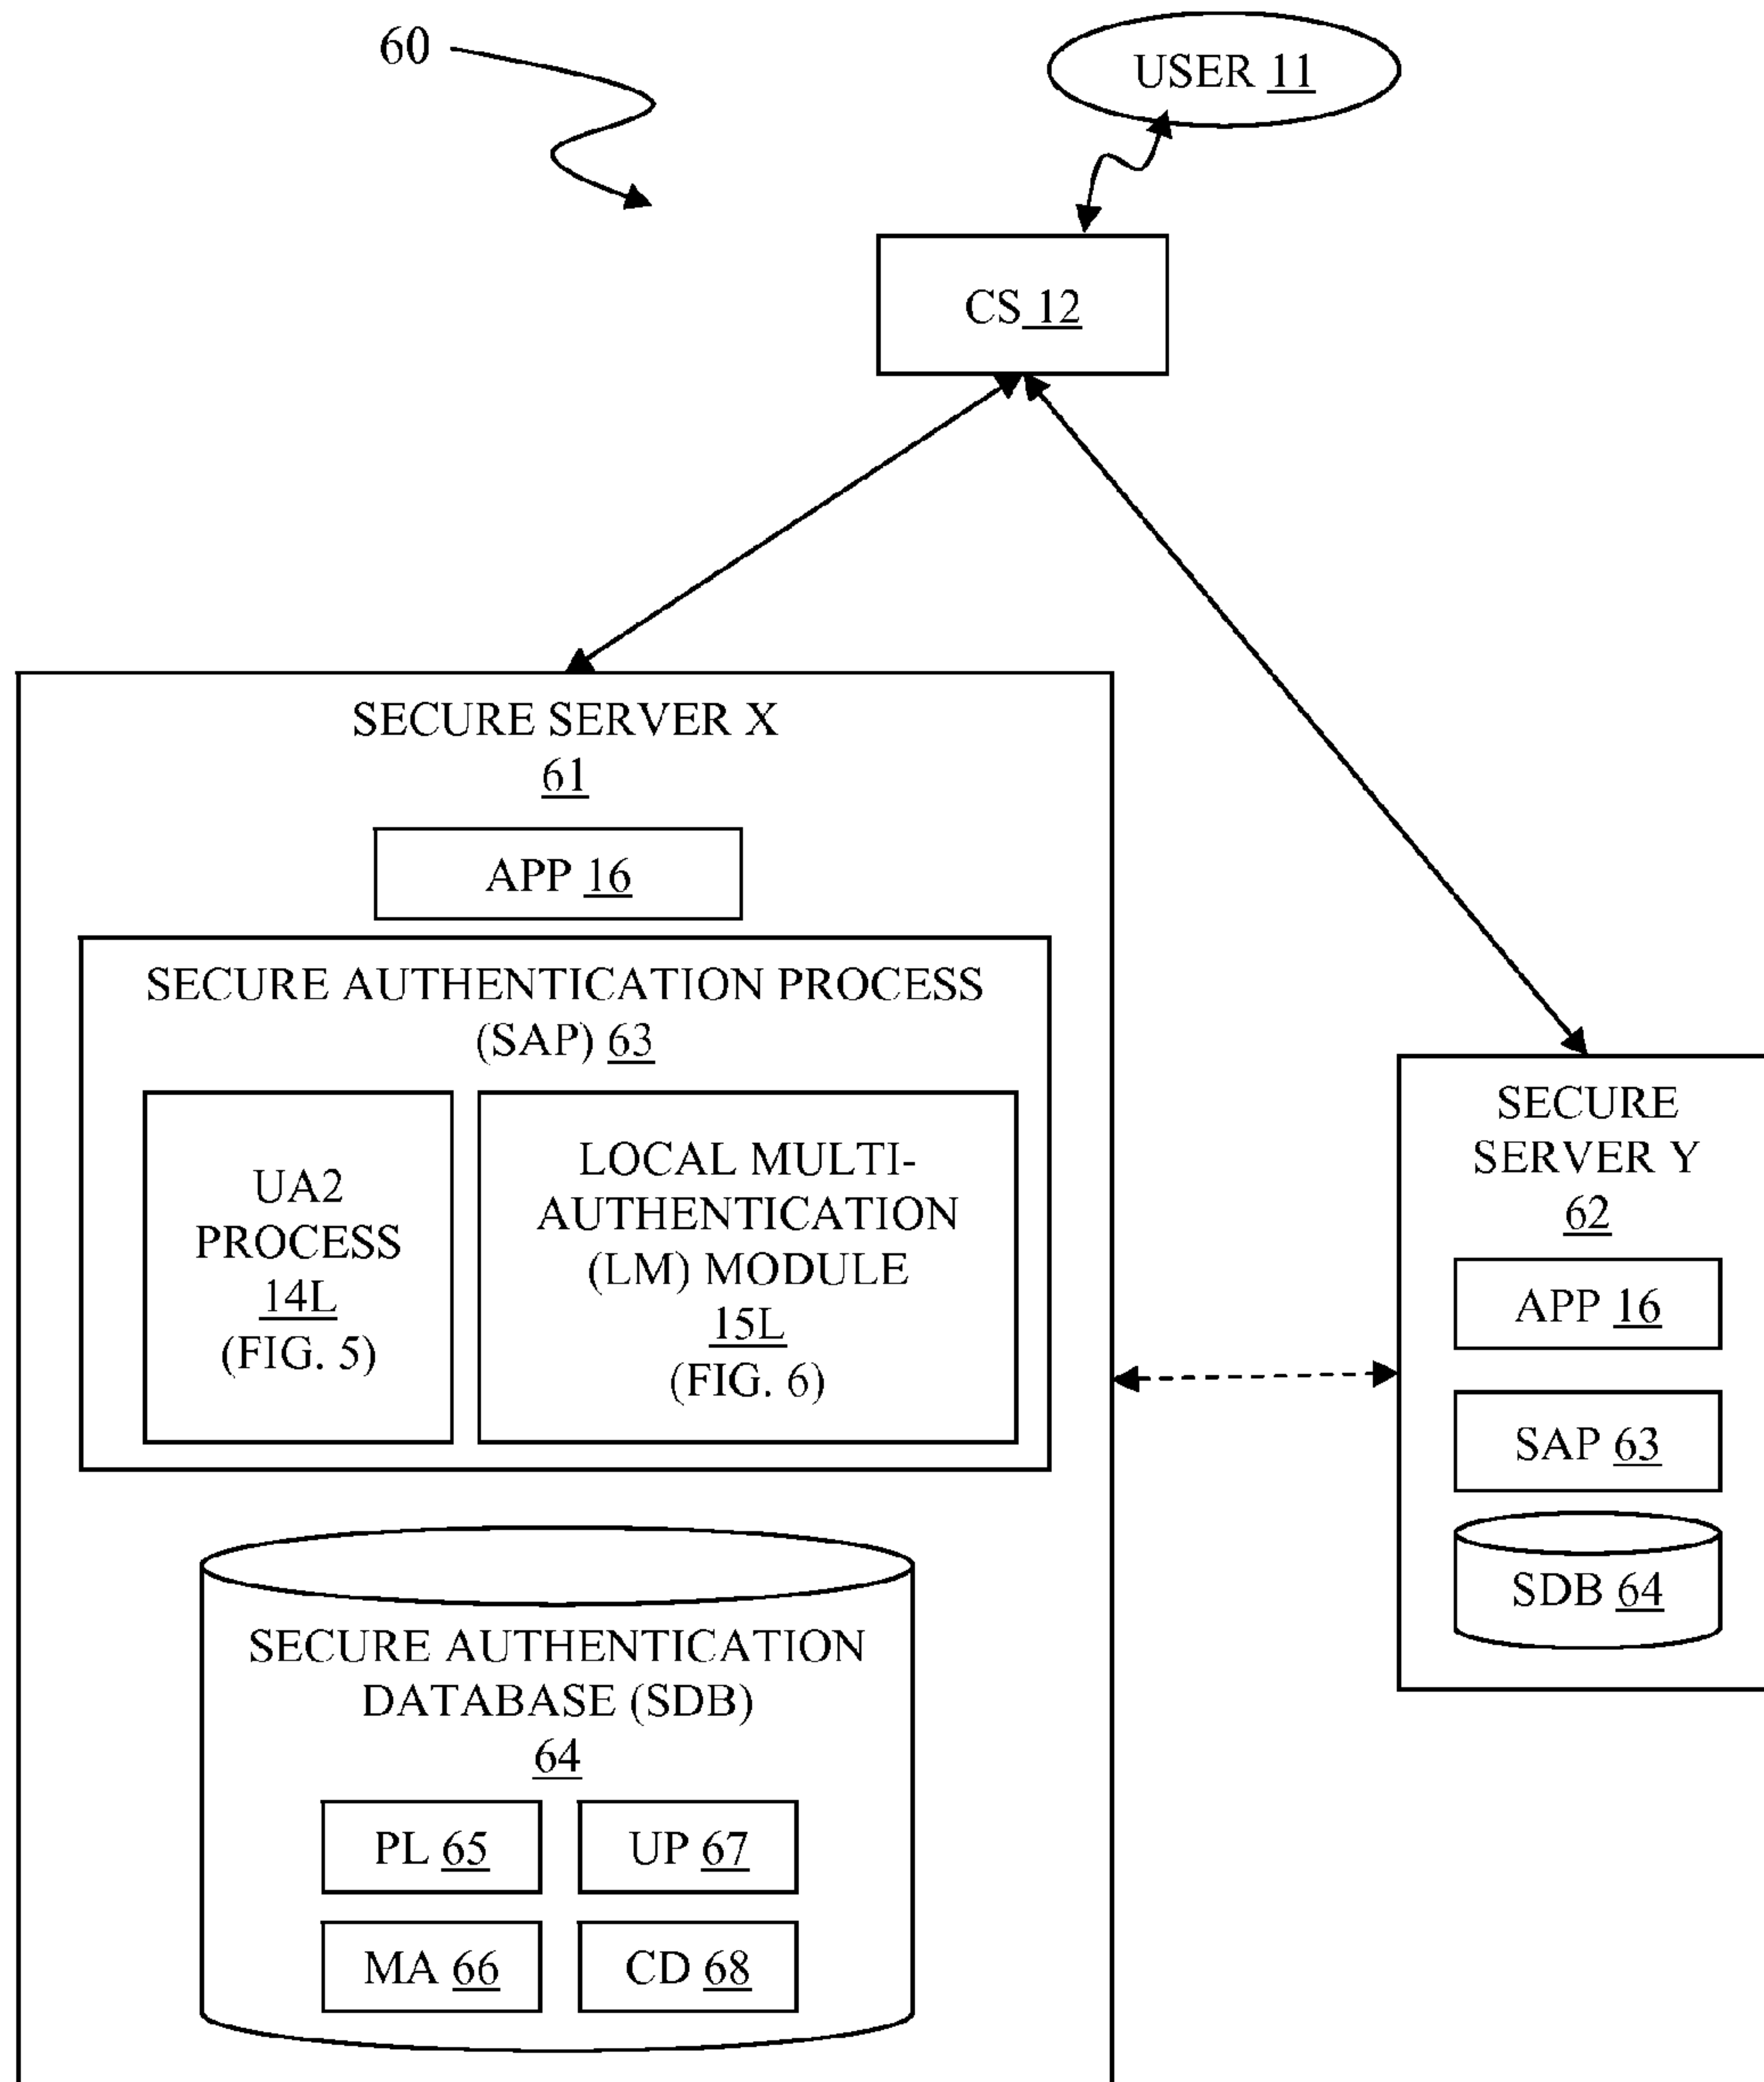 60
USER 11
CS 12
SECURE SERVER X
61
APP 16
SECURE AUTHENTICATION PROCESS
(SAP) 63
UA2
PROCESS
14L
(FIG. 5)
LOCAL MULTI-
AUTHENTICATION
(LM) MODULE
15L
(FIG. 6)
SECURE AUTHENTICATION
DATABASE (SDB)
64
PL 65
UP 67
MA 66
CD 68
SECURE
SERVER Y
62
APP 16
SAP 63
SDB 64